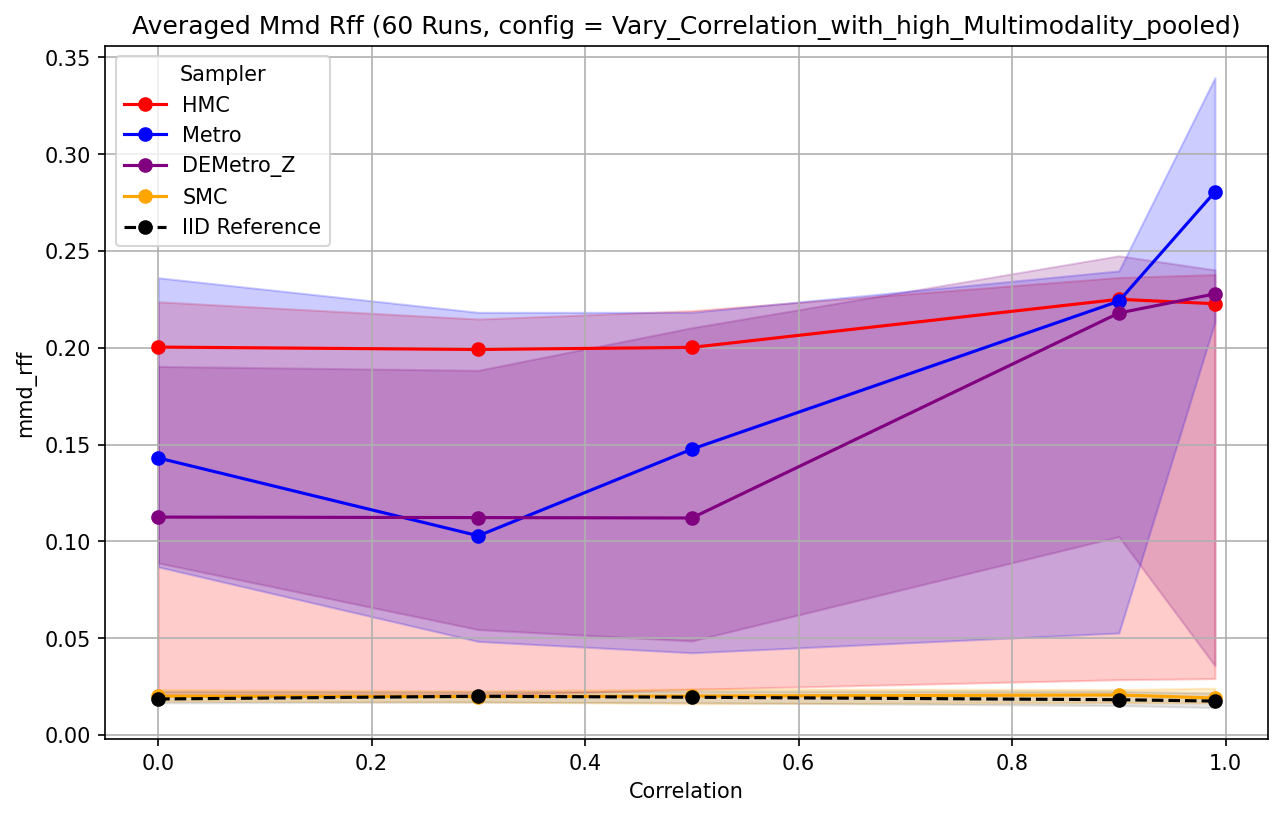 Averaged Mmd Rff (60 Runs, config = Vary_Correlation_with_high_Multimodality_pooled)
0.35
0.30
0.25
0.20
0.15
0.10
0.05
0.00
mmd_rff
Sampler
HMC
Metro
DEMetro_Z
SMC
IID Reference
0.0
0.2
0.4
0.6
0.8
1.0
Correlation